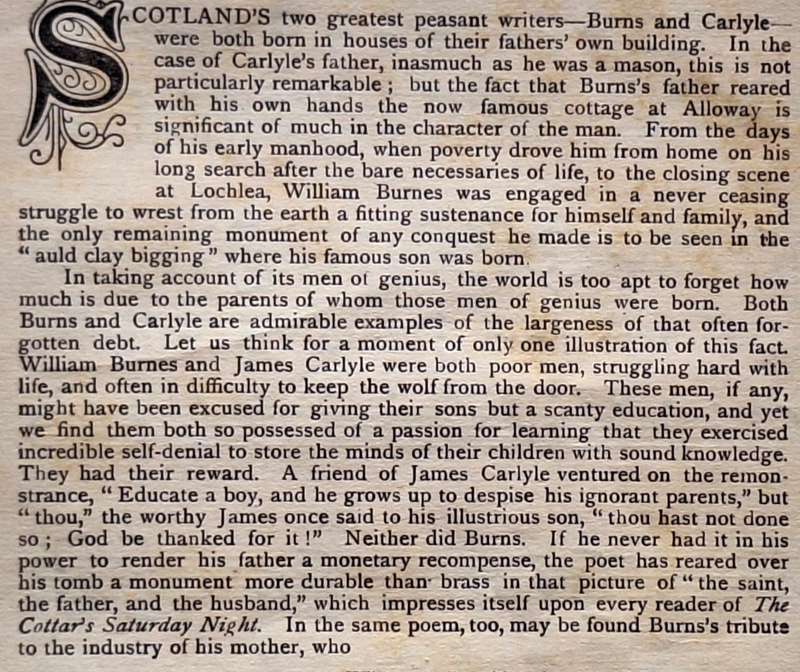 SCOTLAND'S two greatest peasant writers—Burns and Carlyle—
were both born in houses of their fathers' own building. In the
case of Carlyle's father, inasmuch as he was a mason, this is not
particularly remarkable; but the fact that Burns's father reared
with his own hands the now famous cottage at Alloway is
significant of much in the character of the man. From the days
of his early manhood, when poverty drove him from home on his
long search after the bare necessaries of life, to the closing scene
at Lochlea, William Burnes was engaged in a never ceasing
struggle to wrest from the earth a fitting sustenance for himself and family, and
the only remaining monument of any conquest he made is to be seen in the
“auld clay bigging” where his famous son was born.
In taking account of its men of genius, the world is too apt to forget how
much is due to the parents of whom those men of genius were born. Both
Burns and Carlyle are admirable examples of the largeness of that often for-
gotten debt. Let us think for a moment of only one illustration of this fact.
William Burnes and James Carlyle were both poor men, struggling hard with
life, and often in difficulty to keep the wolf from the door. These men, if any,
might have been excused for giving their sons but a scanty education, and yet
we find them both so possessed of a passion for learning that they exercised
incredible self-denial to store the minds of their children with sound knowledge.
They had their reward. A friend of James Carlyle ventured on the remon-
strance, “Educate a boy, and he grows up to despise his ignorant parents,” but
“thou,” the worthy James once said to his illustrious son, “thou hast not done
so; God be thanked for it!” Neither did Burns. If he never had it in his
power to render his father a monetary recompense, the poet has reared over
his tomb a monument more durable than brass in that picture of “the saint,
the father, and the husband,” which impresses itself upon every reader of The
Cottar's Saturday Night. In the same poem, too, may be found Burns's tribute
to the industry of his mother, who